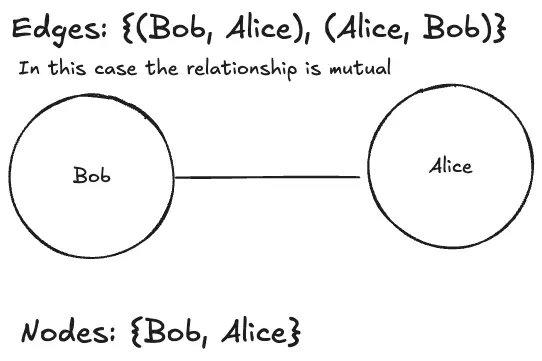 Edges: {(Bob, Alice), (Alice, Bob)}
In this case the relationship is mutual
Bob
Alice
Nodes: {Bob, Alice}